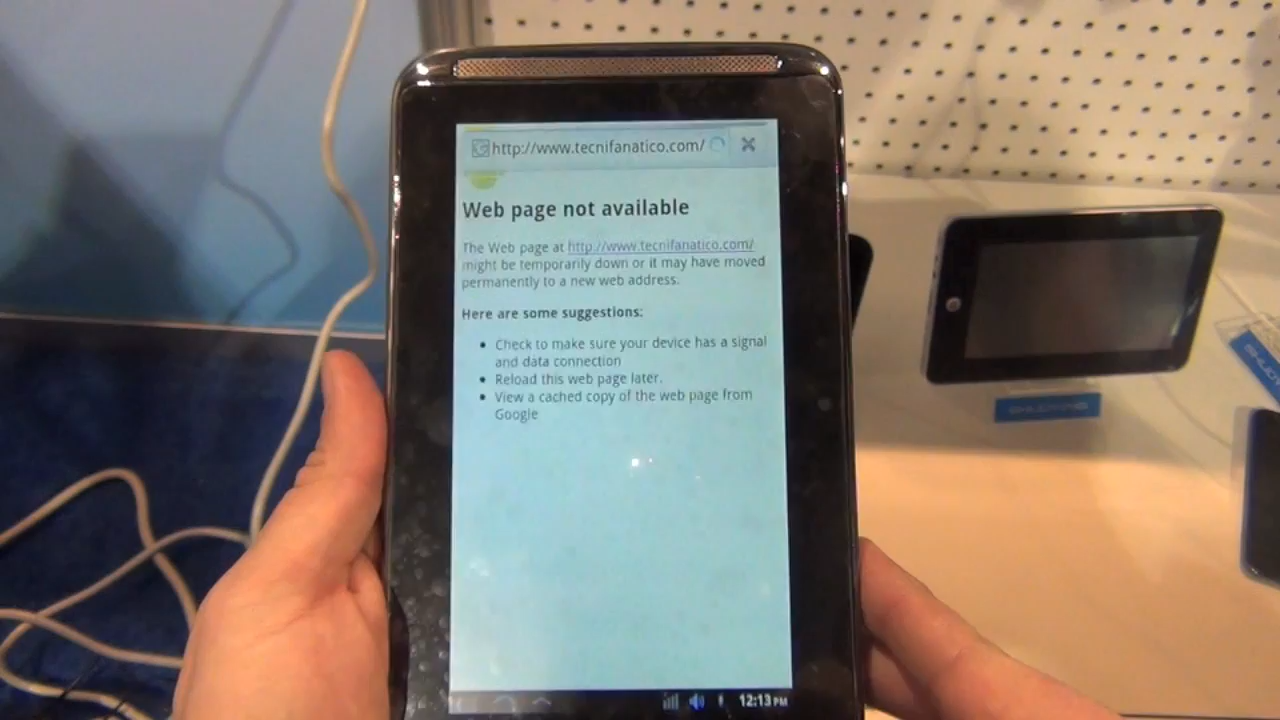 http://www.tecnifanatico.com/
Web page not available
The Web page at http://www.tecnifanatico.com/
might be temporarily down or it may have moved
permanently to a new web address.
Here are some suggestions:
Check to make sure your device has a signal
and data connection
Reload this web page later.
View a cached copy of the web page from
Google
12:13 PM